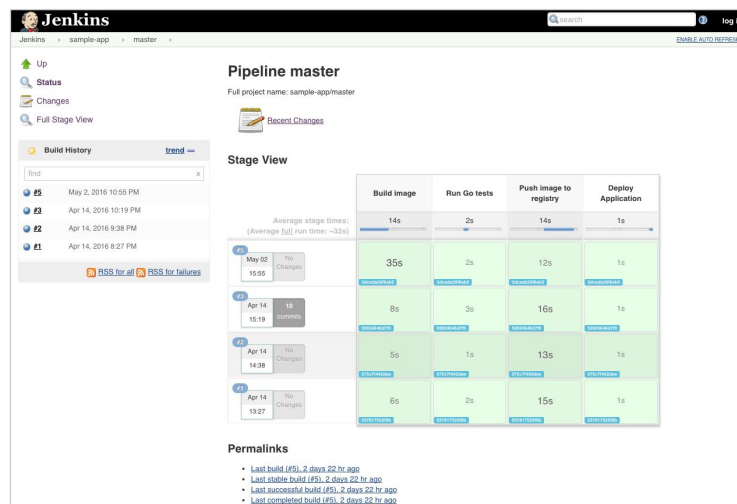 Jenkins
search
log i
Jenkins › sample-app › master ›
ENABLE AUTO REFRESH
Up
Status
Changes
Full Stage View
Build History
trend
find
x
#5 May 2, 2016 10:55 PM
#3 Apr 14, 2016 10:19 PM
#2 Apr 14, 2016 9:38 PM
#1 Apr 14, 2016 8:27 PM
RSS for all RSS for failures
Pipeline master
Full project name: sample-app/master
Recent Changes
Stage View
Build image
Run Go tests
Push image to
registry
Deploy
Application
Average stage times:
(Average full run time: ~32s)
14s 2s 14s 1s
#5
May 02
15:55
No
Changes
35s 2s 12s 1s
#3
Apr 14
15:19
10
commits
8s 3s 16s 1s
#2
Apr 14
14:38
No
Changes
5s 1s 13s 1s
#1
Apr 14
13:27
No
Changes
6s 2s 15s 1s
Permalinks
Last build (#5), 2 days 22 hr ago
Last stable build (#5), 2 days 22 hr ago
Last successful build (#5), 2 days 22 hr ago
Last completed build (#5), 2 days 22 hr ago